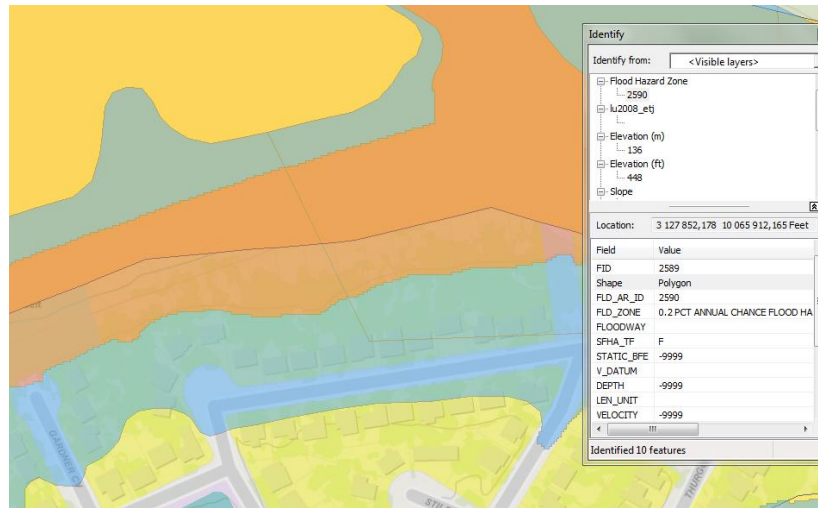 Identify
Identify from: <Visible layers>
Flood Hazard Zone
2590
lu2008_etj
Elevation (m)
136
Elevation (ft)
448
Slope
Location: 3 127 852,178 10 065 912,165 Feet
Field Value
FID 2589
Shape Polygon
FLD_AR_ID 2590
FLD_ZONE 0.2 PCT ANNUAL CHANCE FLOOD HA
FLOODWAY
SFHA_TF F
STATIC_BFE -9999
V_DATUM
DEPTH -9999
LEN_UNIT
VELOCITY -9999
Identified 10 features
GARDNER CV